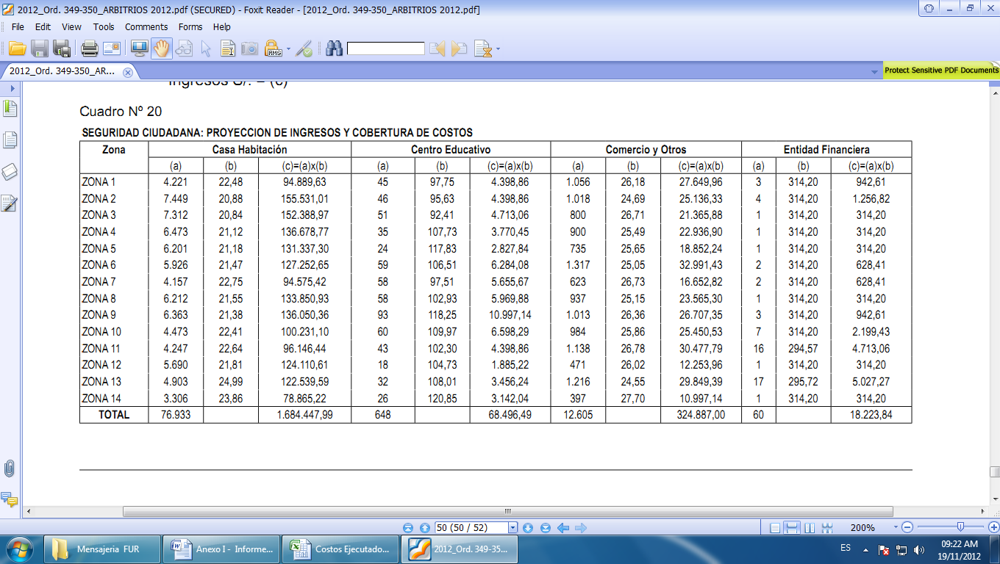 2012_Ord. 349-350_ARBITRIOS 2012.pdf (SECURED) - Foxit Reader - [2012_Ord. 349-350_ARBITRIOS 2012.pdf]
File Edit View Tools Comments Forms Help
RMS
2012_Ord. 349-350_AR... Protect Sensitive PDF Documents
Ingresos S/. = (c)
Cuadro Nº 20
SEGURIDAD CIUDADANA: PROYECCION DE INGRESOS Y COBERTURA DE COSTOS
Zona Casa Habitación Centro Educativo Comercio y Otros Entidad Financiera
(a) (b) (c)=(a)x(b) (a) (b) (c)=(a)x(b) (a) (b) (c)=(a)x(b) (a) (b) (c)=(a)x(b)
ZONA 1 4.221 22,48 94.889,63 45 97,75 4.398,86 1.056 26,18 27.649,96 3 314,20 942,61
ZONA 2 7.449 20,88 155.531,01 46 95,63 4.398,86 1.018 24,69 25.136,33 4 314,20 1.256,82
ZONA 3 7.312 20,84 152.388,97 51 92,41 4.713,06 800 26,71 21.365,88 1 314,20 314,20
ZONA 4 6.473 21,12 136.678,77 35 107,73 3.770,45 900 25,49 22.936,90 1 314,20 314,20
ZONA 5 6.201 21,18 131.337,30 24 117,83 2.827,84 735 25,65 18.852,24 1 314,20 314,20
ZONA 6 5.926 21,47 127.252,65 59 106,51 6.284,08 1.317 25,05 32.991,43 2 314,20 628,41
ZONA 7 4.157 22,75 94.575,42 58 97,51 5.655,67 623 26,73 16.652,82 2 314,20 628,41
ZONA 8 6.212 21,55 133.850,93 58 102,93 5.969,88 937 25,15 23.565,30 1 314,20 314,20
ZONA 9 6.363 21,38 136.050,36 93 118,25 10.997,14 1.013 26,36 26.707,35 3 314,20 942,61
ZONA 10 4.473 22,41 100.231,10 60 109,97 6.598,29 984 25,86 25.450,53 7 314,20 2.199,43
ZONA 11 4.247 22,64 96.146,44 43 102,30 4.398,86 1.138 26,78 30.477,79 16 294,57 4.713,06
ZONA 12 5.690 21,81 124.110,61 18 104,73 1.885,22 471 26,02 12.253,96 1 314,20 314,20
ZONA 13 4.903 24,99 122.539,59 32 108,01 3.456,24 1.216 24,55 29.849,39 17 295,72 5.027,27
ZONA 14 3.306 23,86 78.865,22 26 120,85 3.142,04 397 27,70 10.997,14 1 314,20 314,20
TOTAL 76.933 1.684.447,99 648 68.496,49 12.605 324.887,00 60 18.223,84
50 (50 / 52) 200%
Mensajeria FUR Anexo I - Informe... Costos Ejecutado... 2012_Ord. 349-35... ES 09:22 AM
19/11/2012